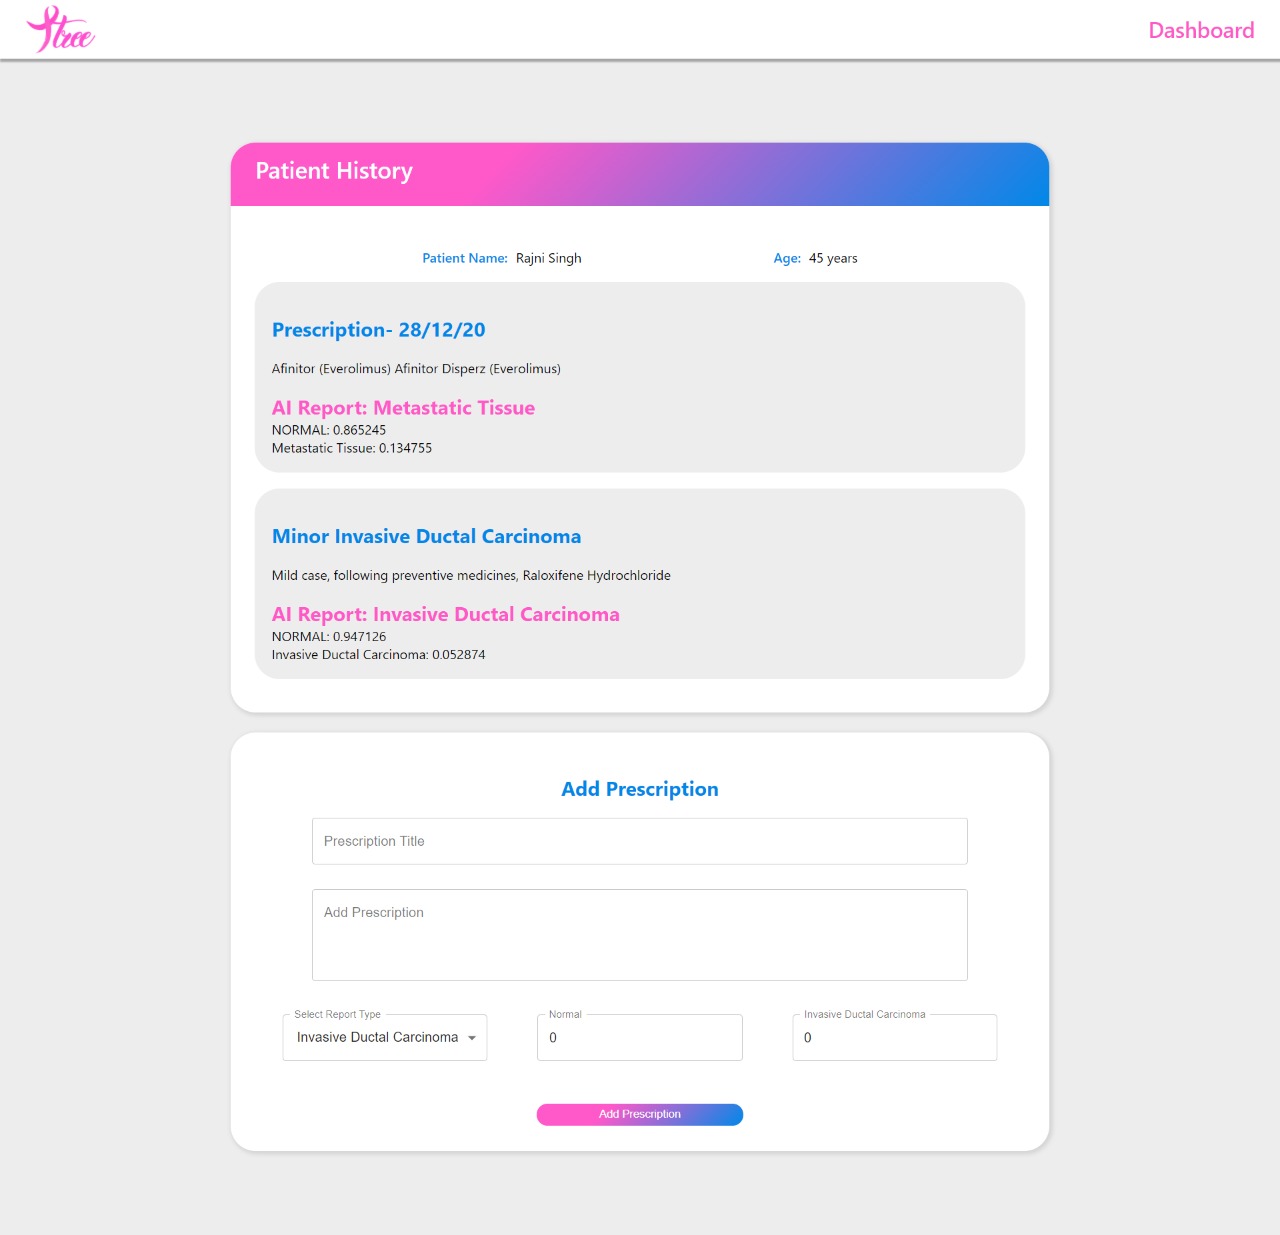 tree
Dashboard
Patient History
Patient Name: Rajni Singh
Age: 45 years
Prescription- 28/12/20
Afinitor (Everolimus) Afinitor Disperz (Everolimus)
AI Report: Metastatic Tissue
NORMAL: 0.865245
Metastatic Tissue: 0.134755
Minor Invasive Ductal Carcinoma
Mild case, following preventive medicines, Raloxifene Hydrochloride
AI Report: Invasive Ductal Carcinoma
NORMAL: 0.947126
Invasive Ductal Carcinoma: 0.052874
Add Prescription
Prescription Title
Add Prescription
Select Report Type
Invasive Ductal Carcinoma
Normal
0
Invasive Ductal Carcinoma
0
Add Prescription